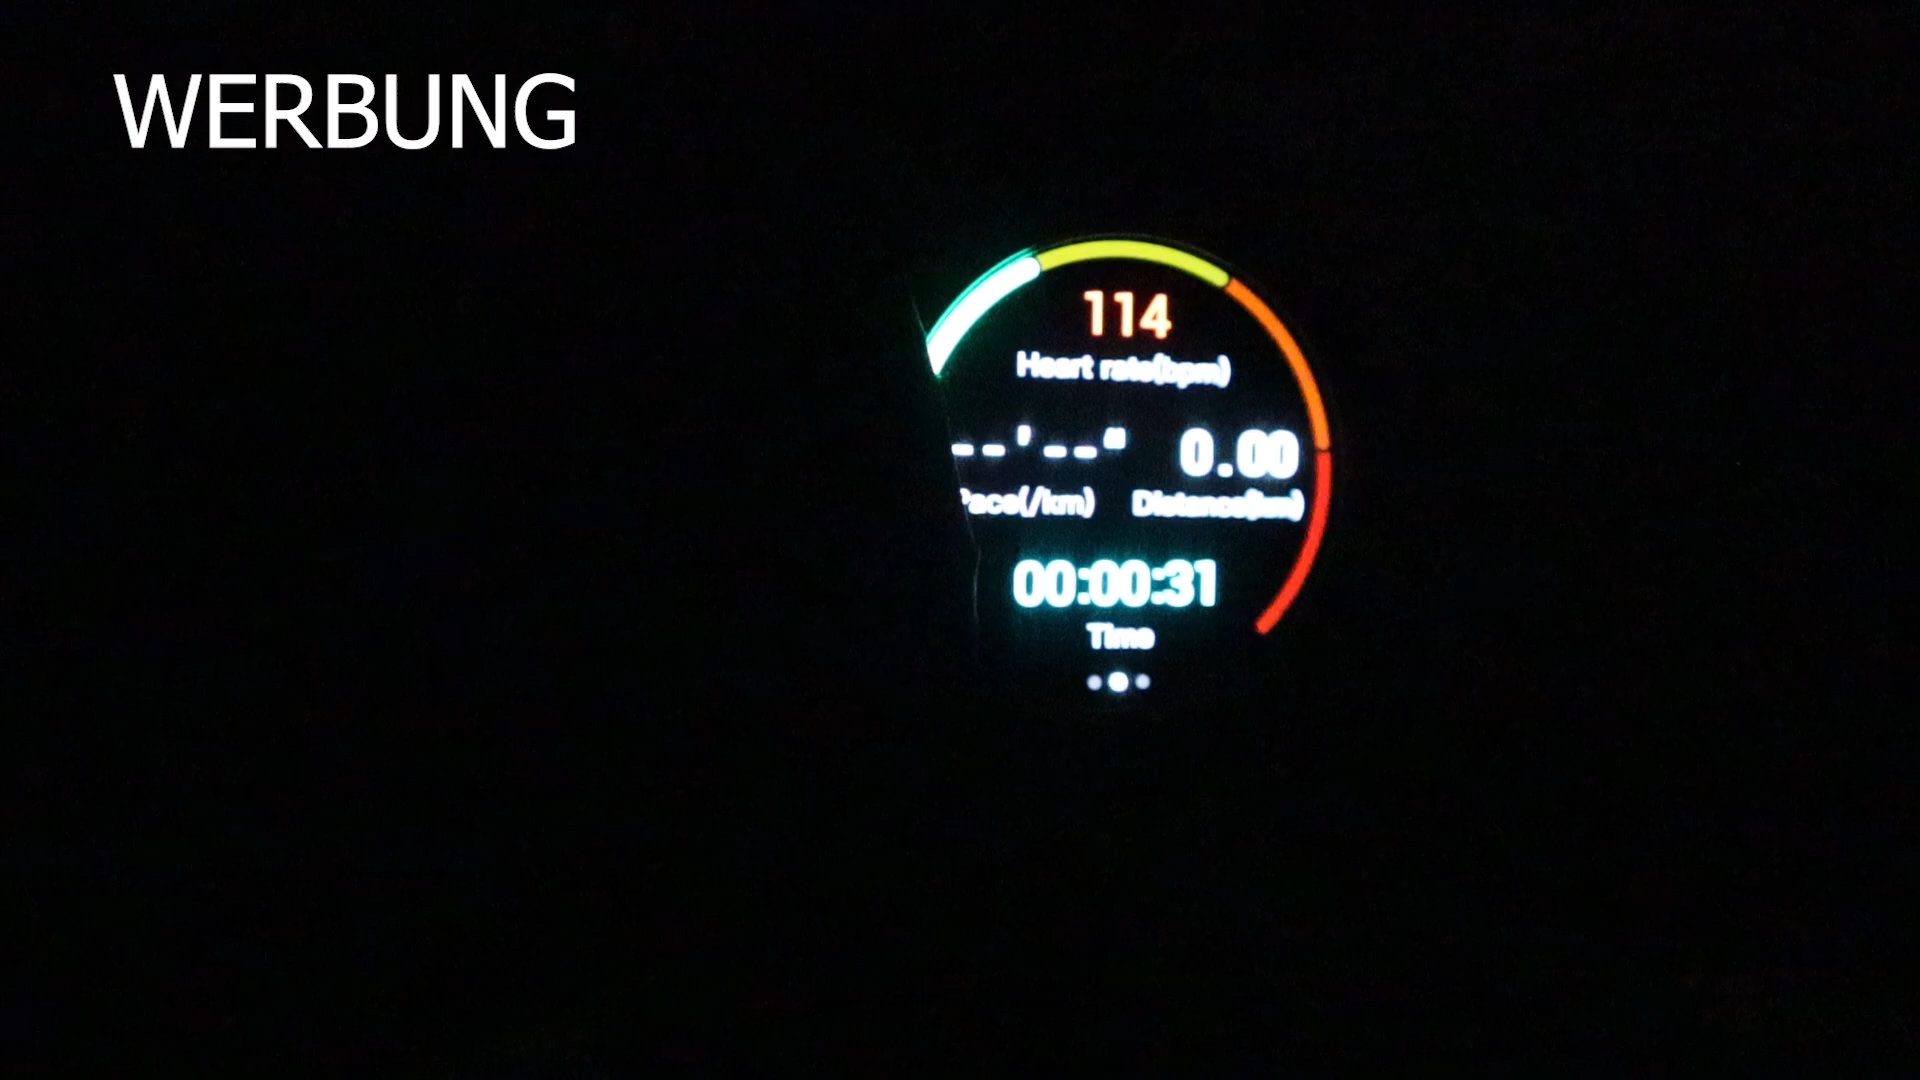 WERBUNG
114
Heart rate(bpm)
--'--" 0.00
Pace(/km) Distance(km)
00:00:31
Time